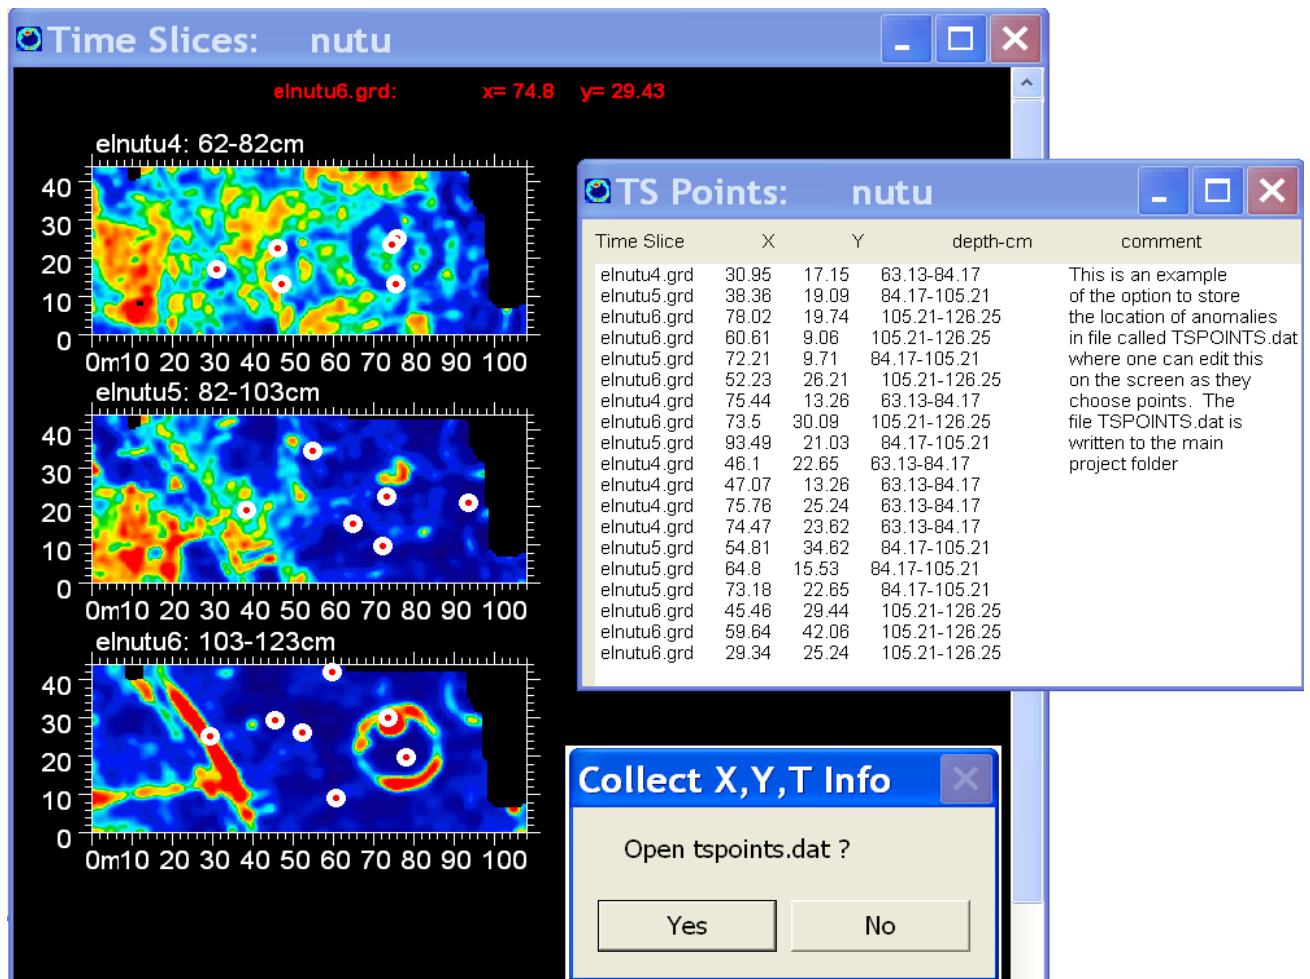 Time Slices: nutu
elnutu6.grd: x= 74.8 y= 29.43
elnutu4: 62-82cm
40
30
20
10
0
0m10 20 30 40 50 60 70 80 90 100
elnutu5: 82-103cm
40
30
20
10
0
0m10 20 30 40 50 60 70 80 90 100
elnutu6: 103-123cm
40
30
20
10
0
0m10 20 30 40 50 60 70 80 90 100
TS Points: nutu
Time Slice X Y depth-cm comment
elnutu4.grd 30.95 17.15 63.13-84.17 This is an example
elnutu5.grd 38.36 19.09 84.17-105.21 of the option to store
elnutu6.grd 78.02 19.74 105.21-126.25 the location of anomalies
elnutu6.grd 60.61 9.06 105.21-126.25 in file called TSPOINTS.dat
elnutu5.grd 72.21 9.71 84.17-105.21 where one can edit this
elnutu6.grd 52.23 26.21 105.21-126.25 on the screen as they
elnutu4.grd 75.44 13.26 63.13-84.17 choose points. The
elnutu6.grd 73.5 30.09 105.21-126.25 file TSPOINTS.dat is
elnutu5.grd 93.49 21.03 84.17-105.21 written to the main
elnutu4.grd 46.1 22.65 63.13-84.17 project folder
elnutu4.grd 47.07 13.26 63.13-84.17
elnutu4.grd 75.76 25.24 63.13-84.17
elnutu4.grd 74.47 23.62 63.13-84.17
elnutu5.grd 54.81 34.62 84.17-105.21
elnutu5.grd 64.8 15.53 84.17-105.21
elnutu5.grd 73.18 22.65 84.17-105.21
elnutu6.grd 45.46 29.44 105.21-126.25
elnutu6.grd 59.64 42.06 105.21-126.25
elnutu6.grd 29.34 25.24 105.21-126.25
Collect X,Y,T Info
Open tspoints.dat ?
Yes No